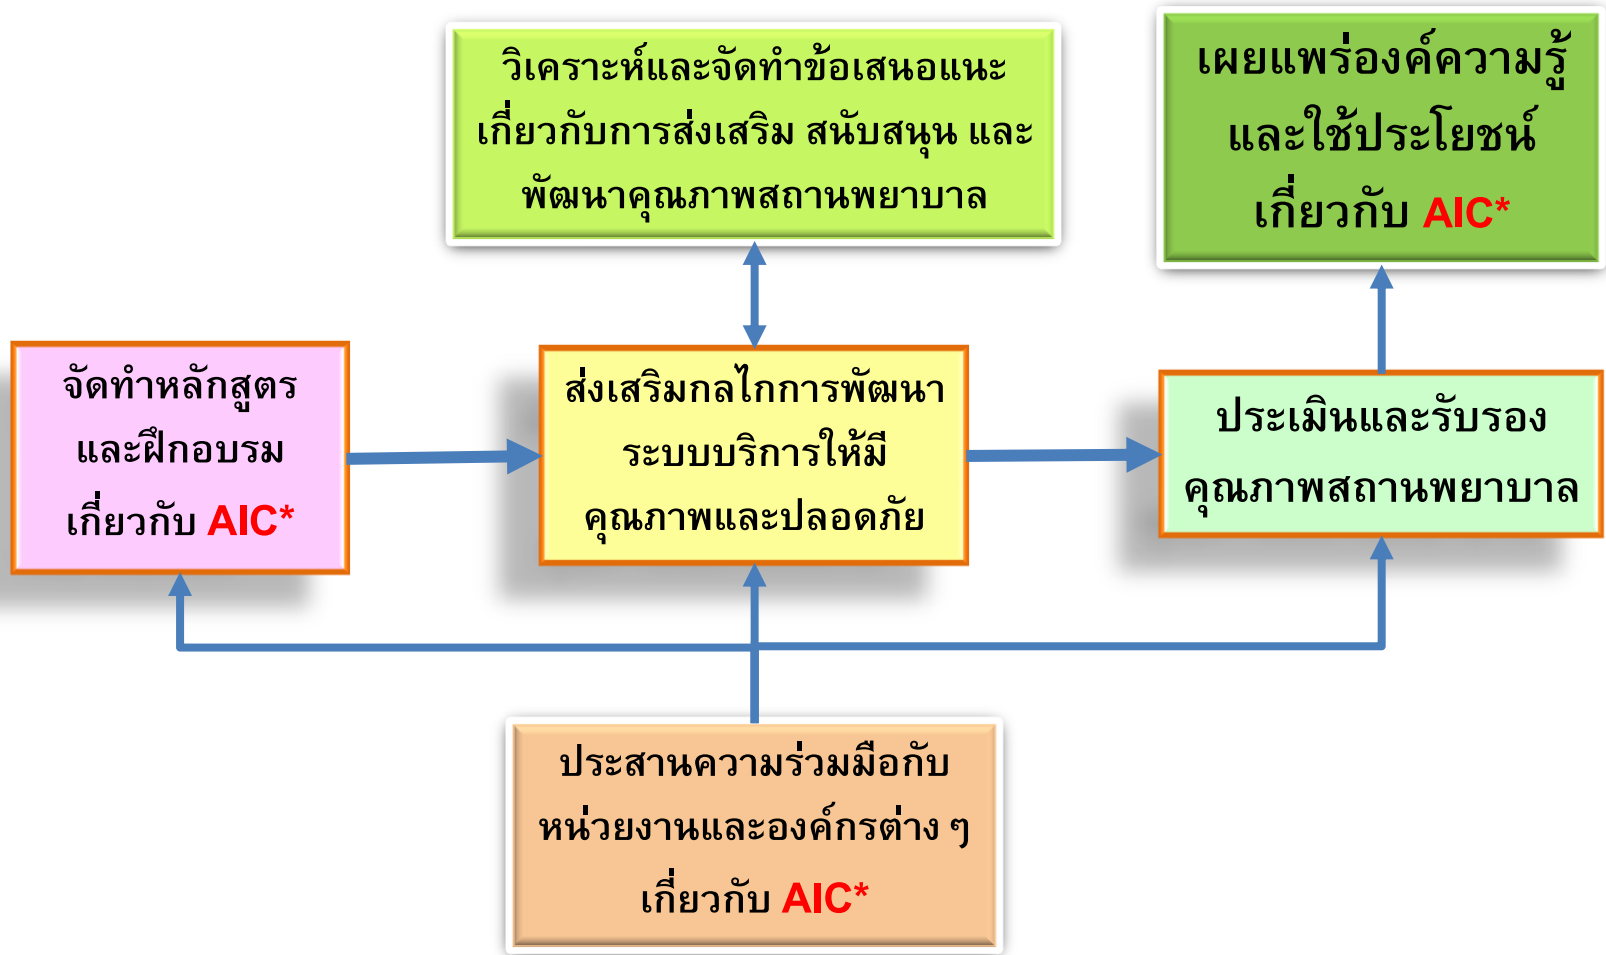 วิเคราะห์และจัดทำข้อเสนอแนะ
เกี่ยวกับการส่งเสริม สนับสนุน และ
พัฒนาคุณภาพสถานพยาบาล
เผยแพร่องค์ความรู้
และใช้ประโยชน์
เกี่ยวกับ AIC*
จัดทำหลักสูตร
และฝึกอบรม
เกี่ยวกับ AIC*
ส่งเสริมกลไกการพัฒนา
ระบบบริการให้มี
คุณภาพและปลอดภัย
ประเมินและรับรอง
คุณภาพสถานพยาบาล
ประสานความร่วมมือกับ
หน่วยงานและองค์กรต่าง ๆ
เกี่ยวกับ AIC*